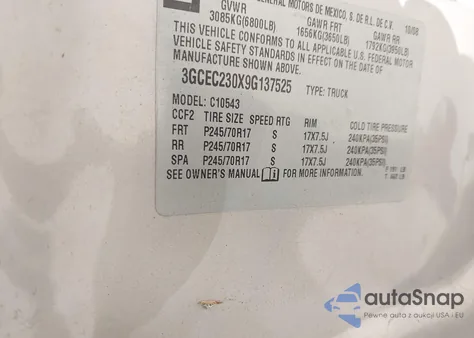 GENERAL MOTORS DE MEXICO, S. DE R.L. DE C.V.
10/08
GVWR GAWR FRT GAWR RR
3085KG(6800LB) 1656KG(3650LB) 1792KG(3950LB)
THIS VEHICLE CONFORMS TO ALL APPLICABLE U.S. FEDERAL MOTOR
VEHICLE SAFETY STANDARDS IN EFFECT ON THE DATE OF
MANUFACTURE SHOWN ABOVE.
3GCEC230X9G137525 TYPE: TRUCK
MODEL: C10543
CCF2 TIRE SIZE SPEED RTG RIM COLD TIRE PRESSURE
FRT P245/70R17 S 17X7.5J 240KPA(35PSI)
RR P245/70R17 S 17X7.5J 240KPA(35PSI)
SPA P245/70R17 S 17X7.5J 240KPA(35PSI)
SEE OWNER'S MANUAL FOR MORE INFORMATION.
autaSnap
Pewne auta z aukcji USA i EU